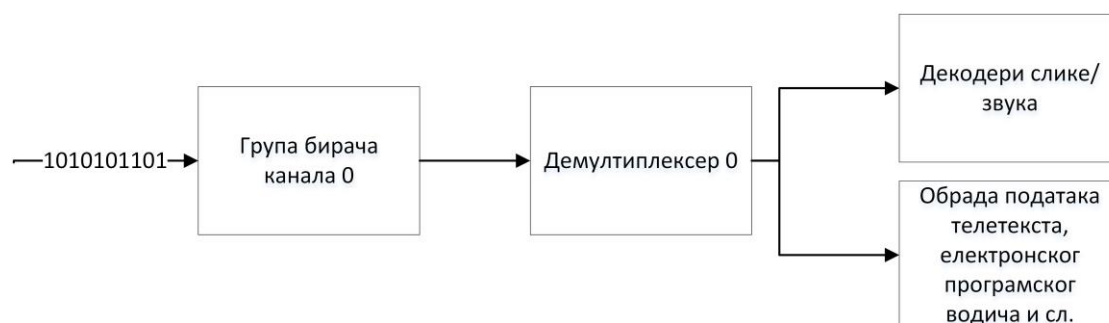 1010101101
Група бирача
канала 0
Демултиплексер 0
Декодери слике/
звука
Обрада података
телетекста,
електронског
програмског
водича и сл.